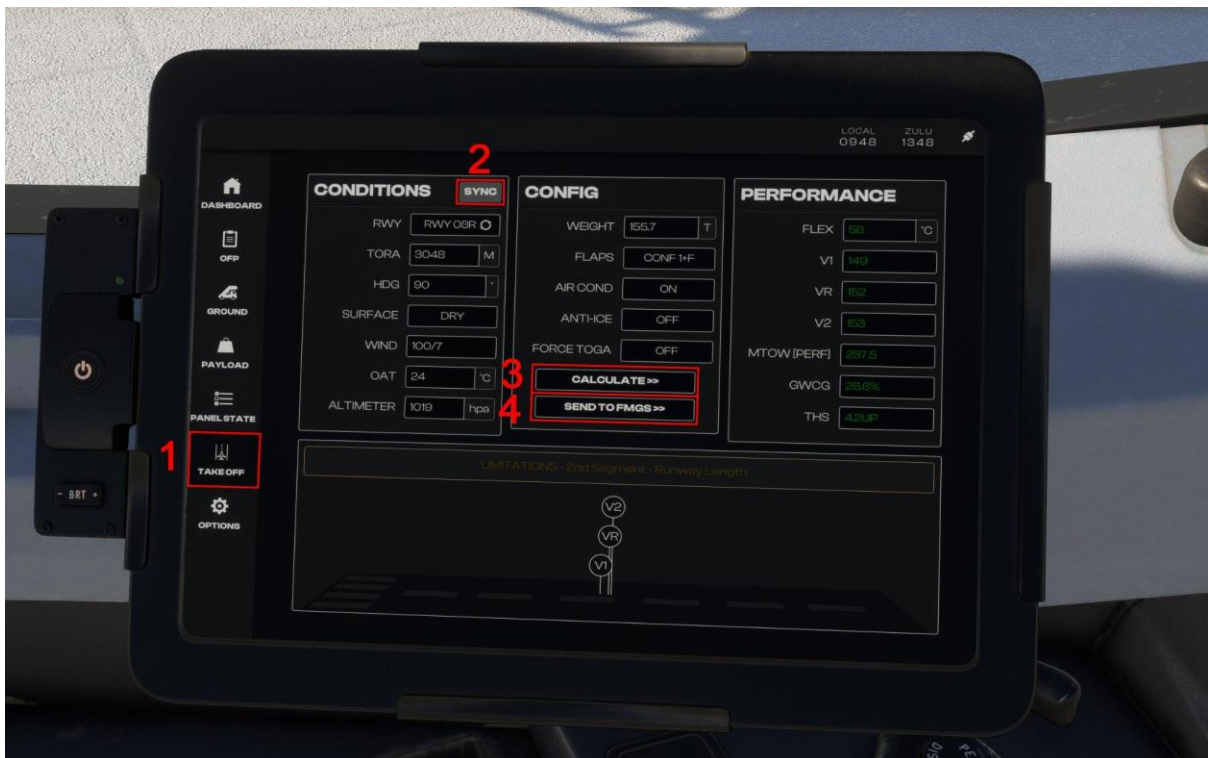 LOCAL ZULU
0948 1348
DASHBOARD
OFP
GROUND
PAYLOAD
PANEL STATE
1
TAKE OFF
OPTIONS
- BRT +
CONDITIONS
2
SYNC
RWY RWY 08R
TORA 3048 M
HDG 90 °
SURFACE DRY
WIND 100/7
OAT 24 °C
ALTIMETER 1019 hpa
CONFIG
WEIGHT 155.7 T
FLAPS CONF 1+F
AIR COND ON
ANTI-ICE OFF
FORCE TOGA OFF
3 CALCULATE >>
4 SEND TO FMGS >>
PERFORMANCE
FLEX 58 °C
V1 149
VR 152
V2 153
MTOW [PERF] 237.5
GWCG 26.8%
THS 4.2UP
LIMITATIONS - 2nd Segment - Runway Length
V2
VR
V1